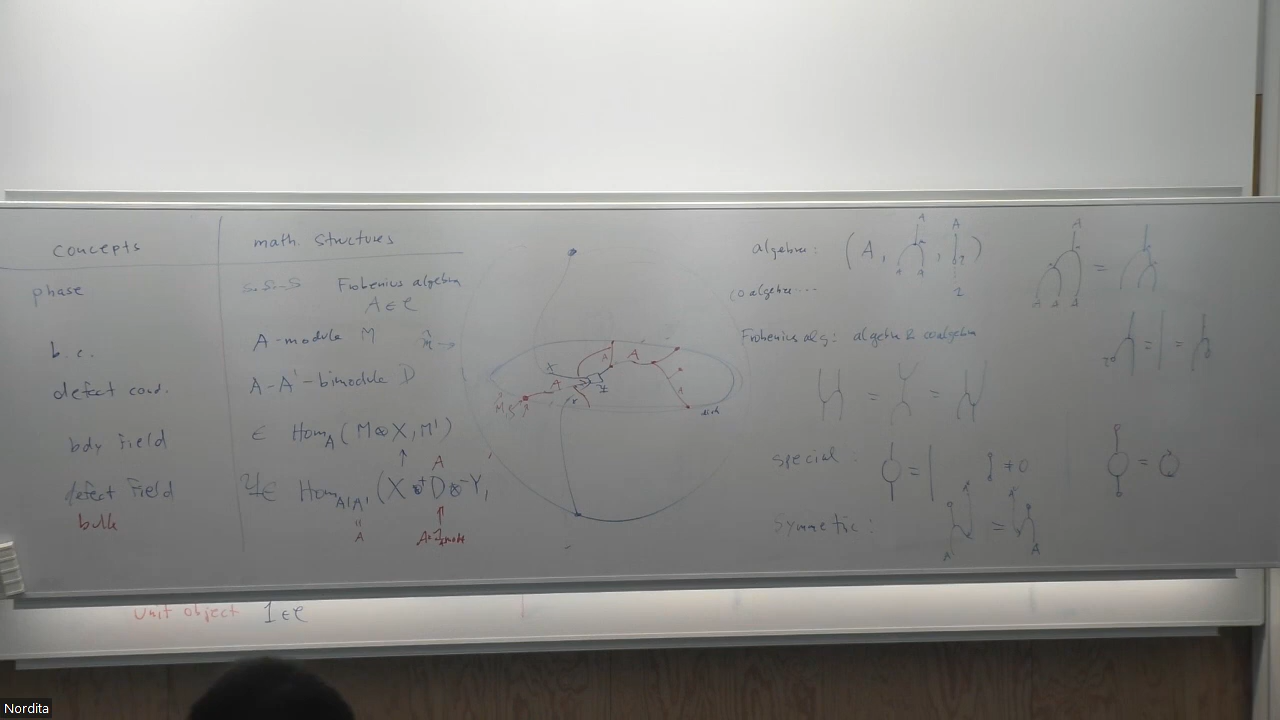 concepts
math. structures
phase
s. s. s - S Frobenius algebra
A ∈ C
b. c.
A-module M
defect cond.
A-A'-bimodule D
bdy field
∈ Hom_A (M⊗X, M')
defect field
∈ Hom_{A|A'} (X ⊗⁺ D ⊗⁻ Y,
bulk
A
A
unit object 1 ∈ C
X
A
A
A
A
algebra: (A, , )
A
A
A
coalgebra...
Frobenius alg: algebra & coalgebra
= =
= =
special: = | ≠ 0
=
symmetric: =
A
A
Nordita